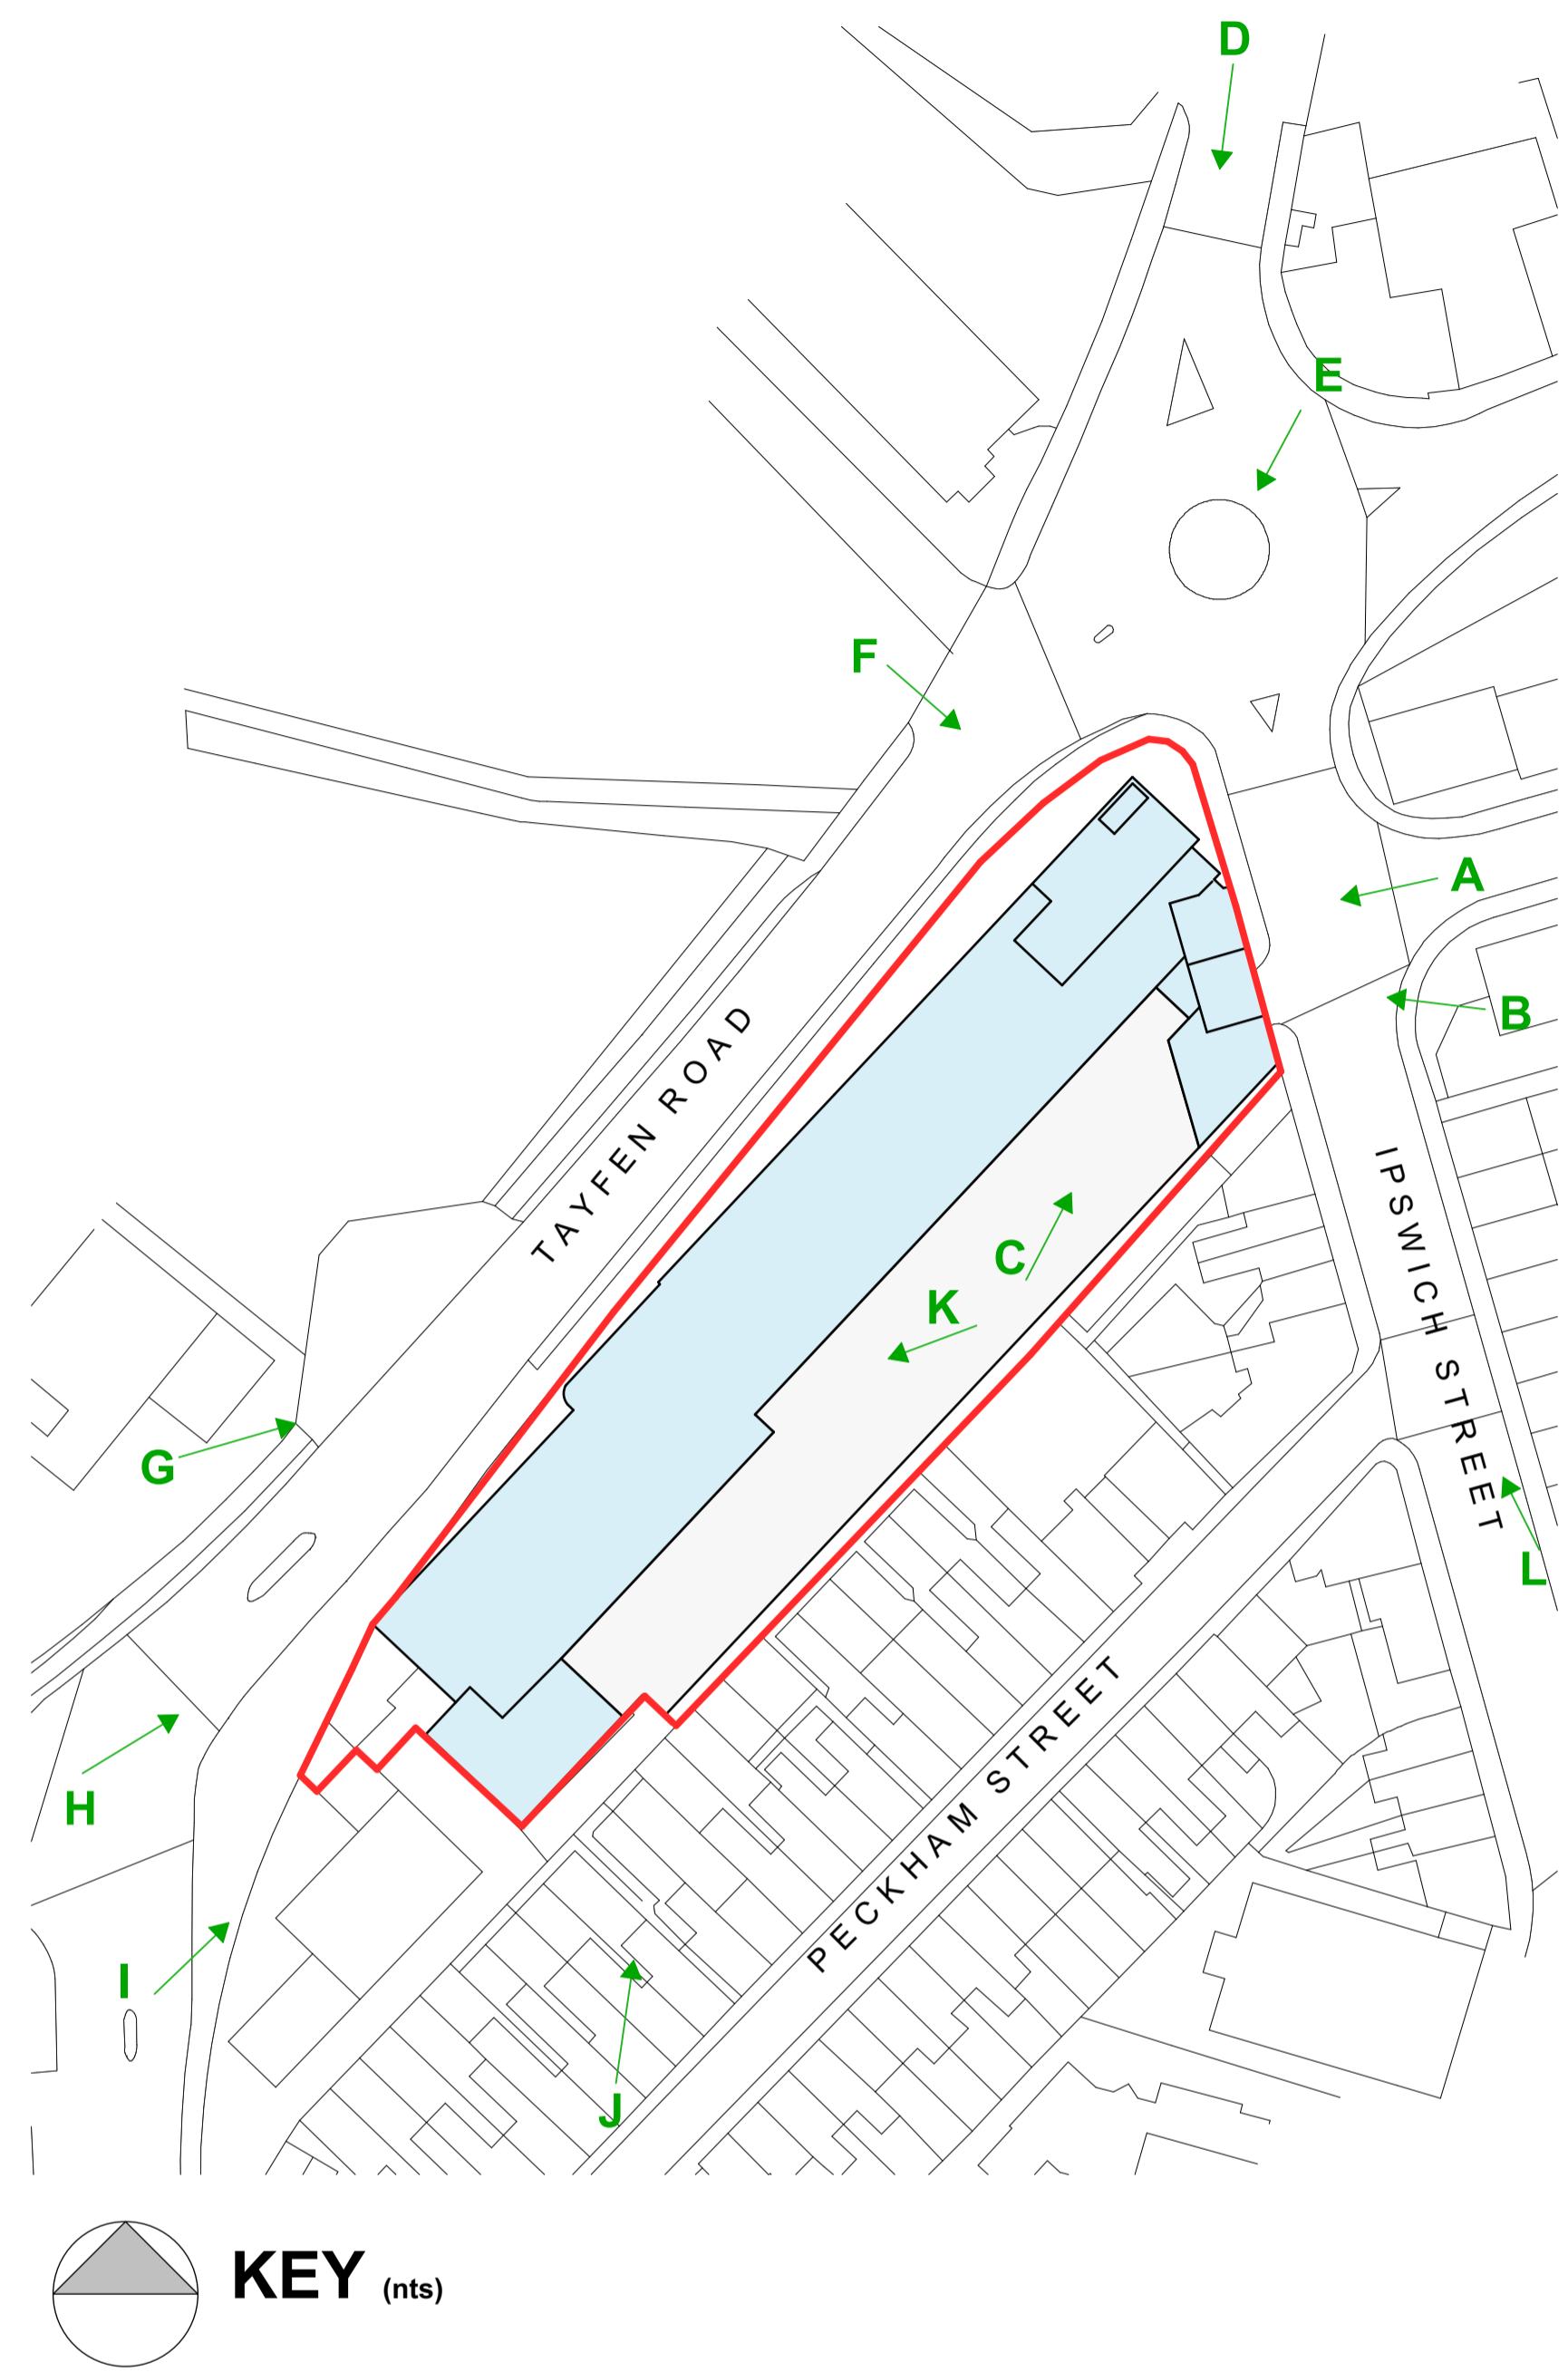 D
E
F
A
B
TAYFEN ROAD
C
K
IPSWICH STREET
G
L
PECKHAM STREET
H
I
J
KEY (nts)